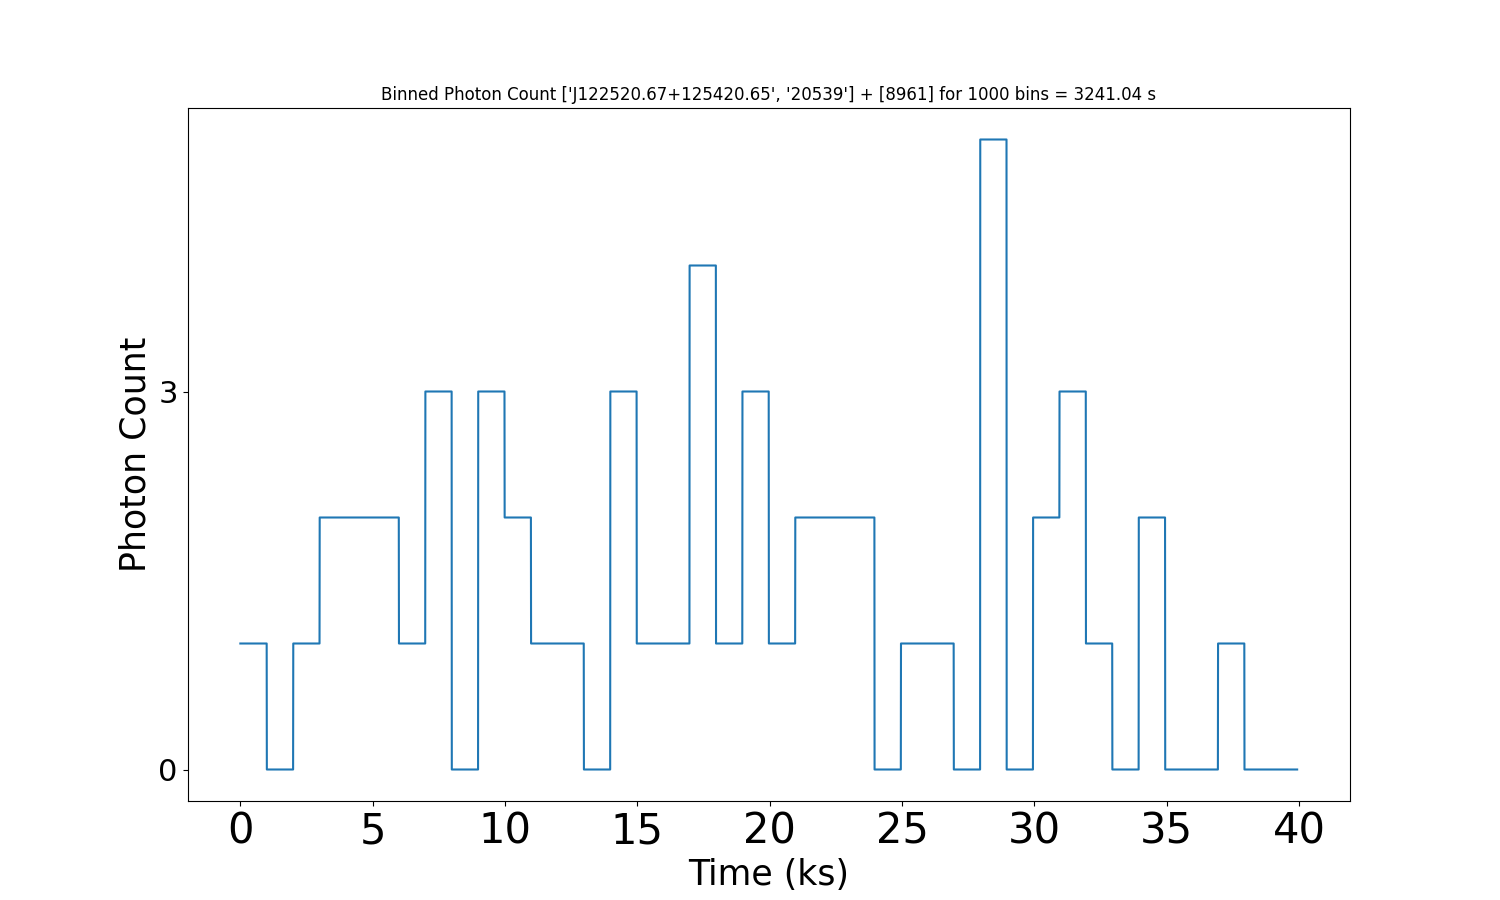 Binned Photon Count ['J122520.67+125420.65', '20539'] + [8961] for 1000 bins = 3241.04 s
Photon Count
3
0
0 5 10 15 20 25 30 35 40
Time (ks)